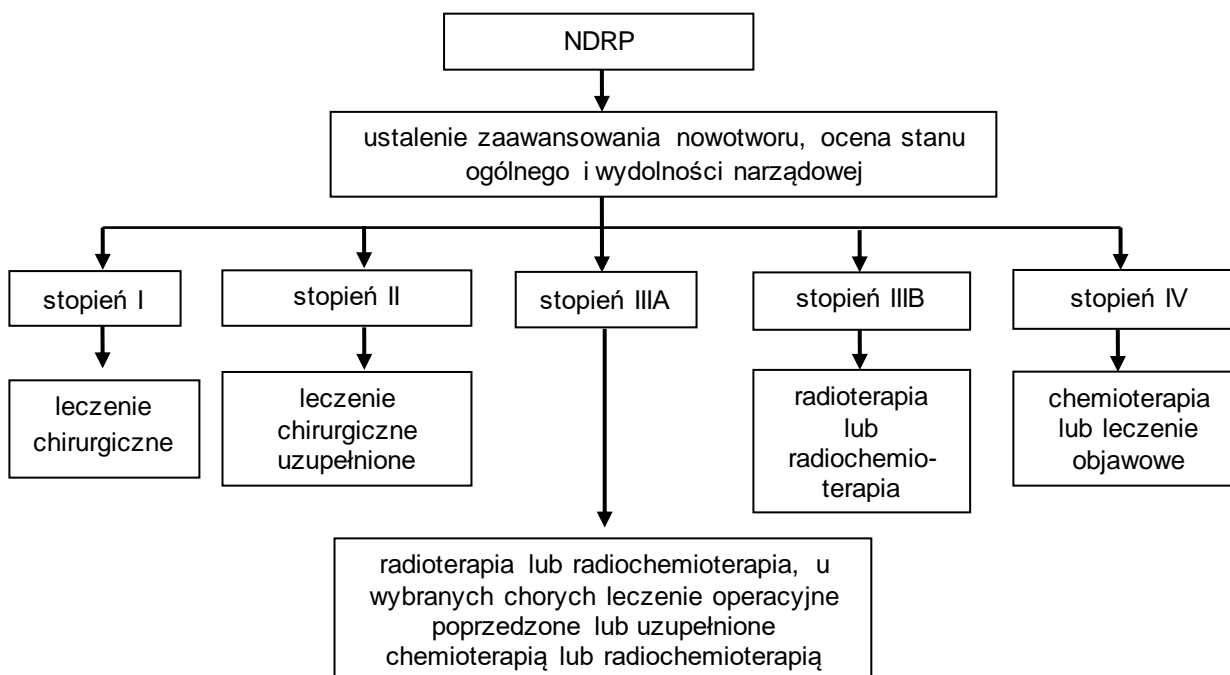 NDRP
ustalenie zaawansowania nowotworu, ocena stanu
ogólnego i wydolności narządowej
stopień I
stopień II
stopień IIIA
stopień IIIB
stopień IV
leczenie
chirurgiczne
leczenie
chirurgiczne
uzupełnione
radioterapia
lub
radiochemio-
terapia
chemioterapia
lub leczenie
objawowe
radioterapia lub radiochemioterapia, u
wybranych chorych leczenie operacyjne
poprzedzone lub uzupełnione
chemioterapią lub radiochemioterapią